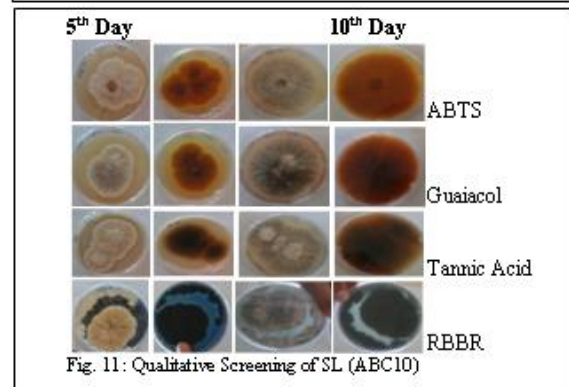 5th Day 10th Day
ABTS
Guaiacol
Tannic Acid
RBBR
Fig. 11: Qualitative Screening of SL (ABC10)